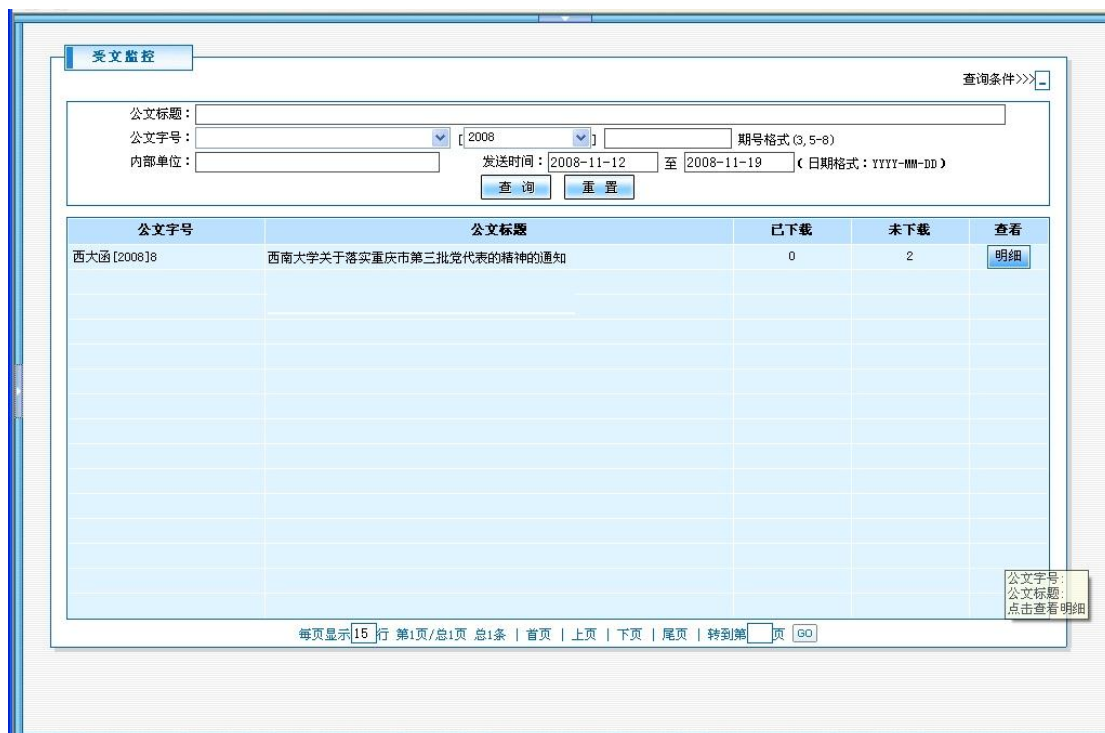 受文监控
查询条件>>>
公文标题：
公文字号： [ 2008 ] 期号格式(3,5-8)
内部单位： 发送时间：2008-11-12 至 2008-11-19 (日期格式：YYYY-MM-DD)
查 询 重 置
公文字号 公文标题 已下载 未下载 查看
西大函[2008]8 西南大学关于落实重庆市第三批党代表的精神的通知 0 2 明细
公文字号:
公文标题:
点击查看明细
每页显示15行 第1页/总1页 总1条 | 首页 | 上页 | 下页 | 尾页 | 转到第 页 GO